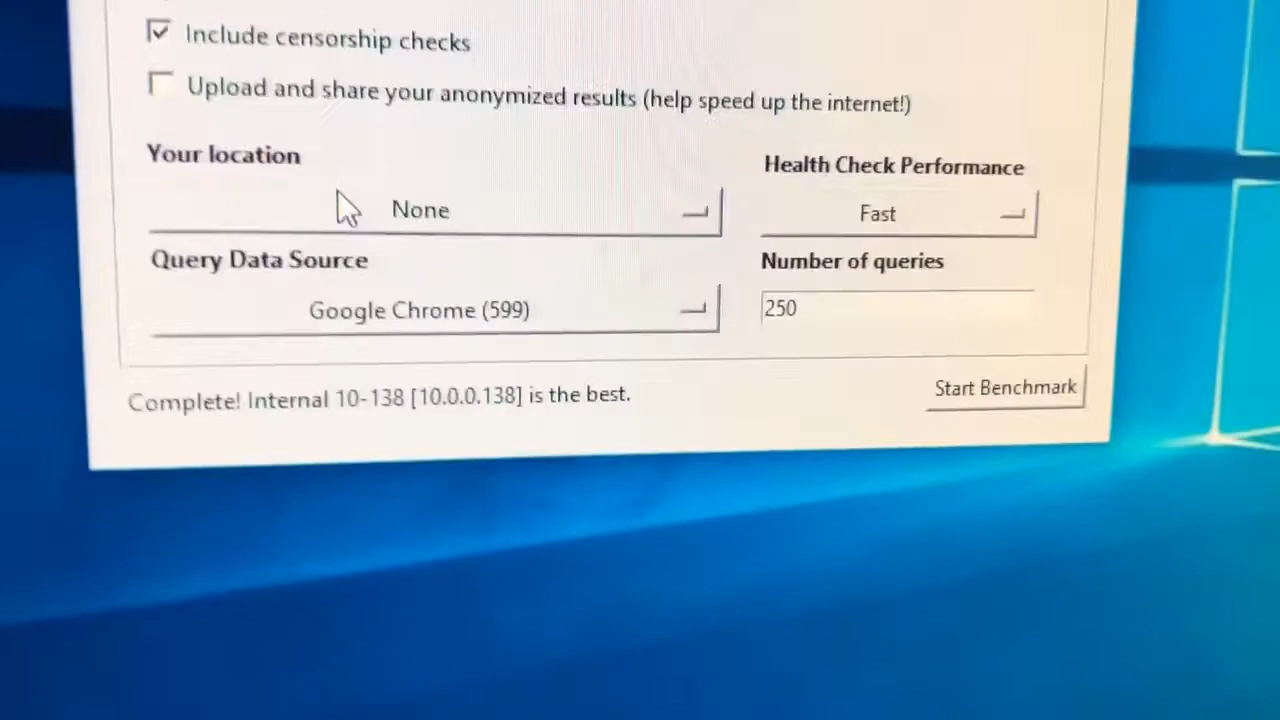 Include censorship checks
Upload and share your anonymized results (help speed up the internet!)
Your location
Health Check Performance
None
Fast
Query Data Source
Number of queries
Google Chrome (599)
250
Complete! Internal 10-138 [10.0.0.138] is the best.
Start Benchmark